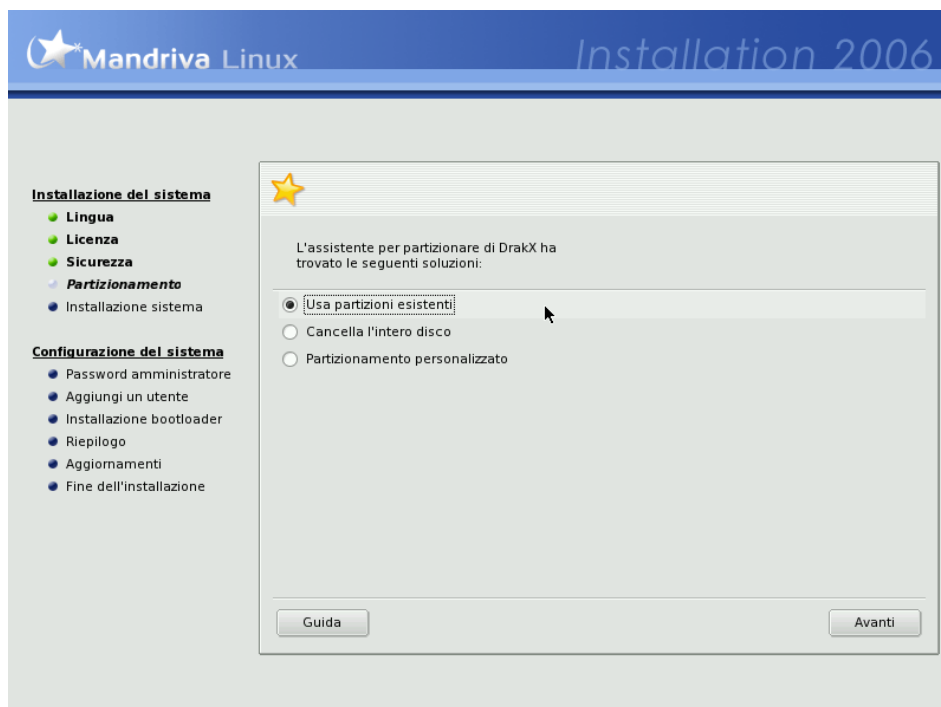 Mandriva Linux
Installation 2006
Installazione del sistema
Lingua
Licenza
Sicurezza
Partizionamento
Installazione sistema
Configurazione del sistema
Password amministratore
Aggiungi un utente
Installazione bootloader
Riepilogo
Aggiornamenti
Fine dell'installazione
L'assistente per partizionare di DrakX ha
trovato le seguenti soluzioni:
Usa partizioni esistenti
Cancella l'intero disco
Partizionamento personalizzato
Guida
Avanti